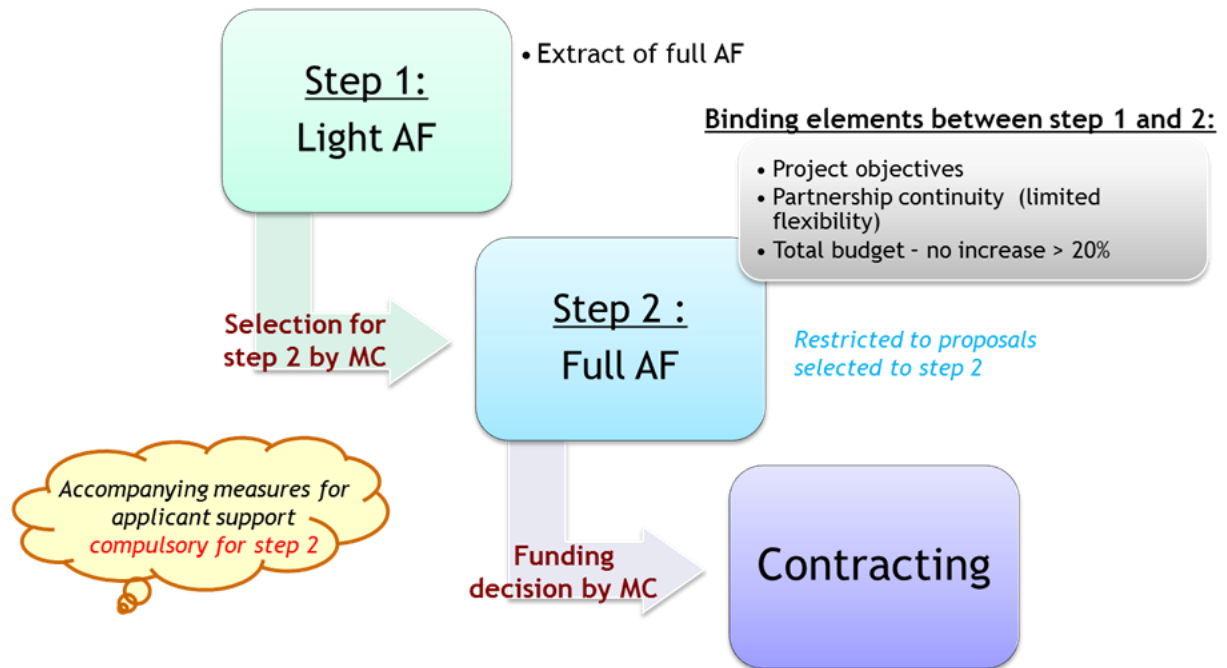 Step 1:
Light AF
• Extract of full AF
Binding elements between step 1 and 2:
• Project objectives
• Partnership continuity (limited
flexibility)
• Total budget – no increase > 20%
Selection for
step 2 by MC
Step 2 :
Full AF
Restricted to proposals
selected to step 2
Accompanying measures for
applicant support
compulsory for step 2
Funding
decision by MC
Contracting